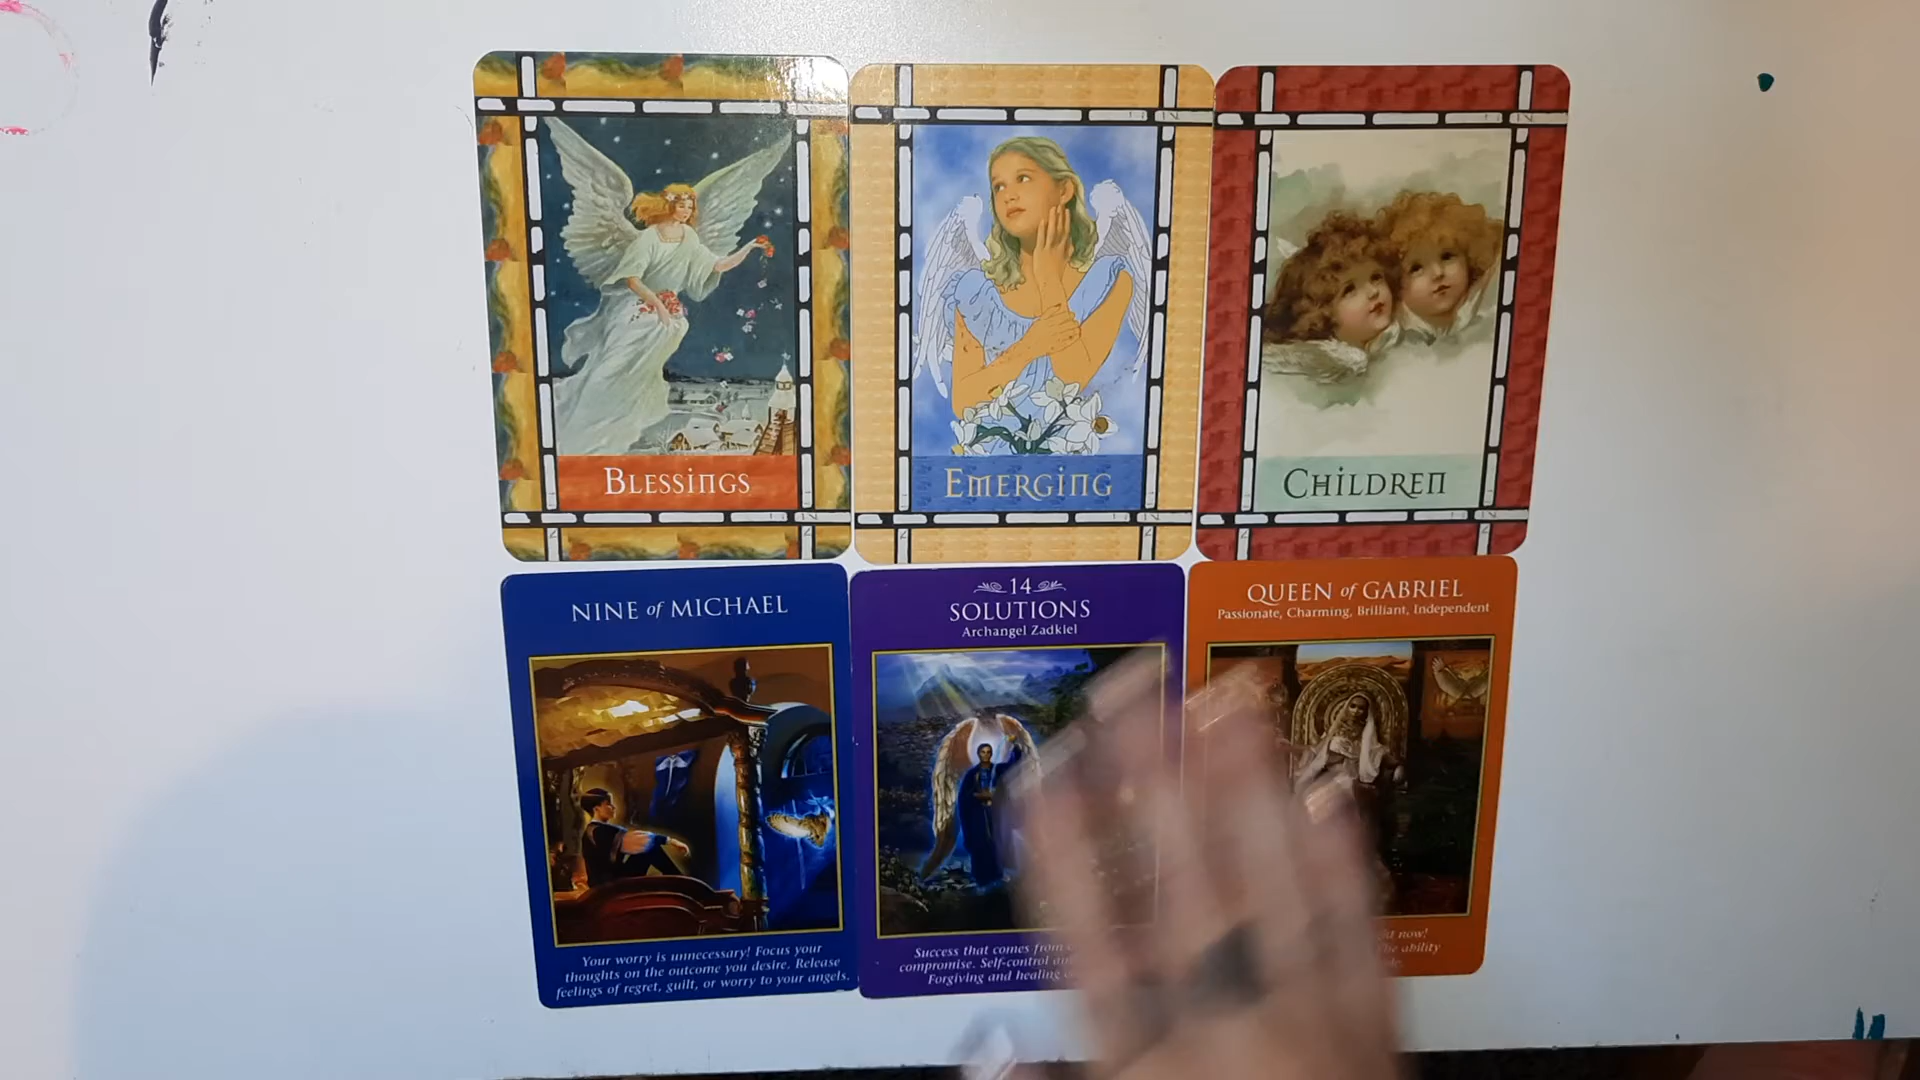 BLESSINGS
EMERGING
CHILDREN
NINE of MICHAEL
Your worry is unnecessary! Focus your
thoughts on the outcome you desire. Release
feelings of regret, guilt, or worry to your angels.
14
SOLUTIONS
Archangel Zadkiel
Success that comes from
compromise. Self-control
Forgiving and healing
QUEEN of GABRIEL
Passionate, Charming, Brilliant, Independent
now!
ability